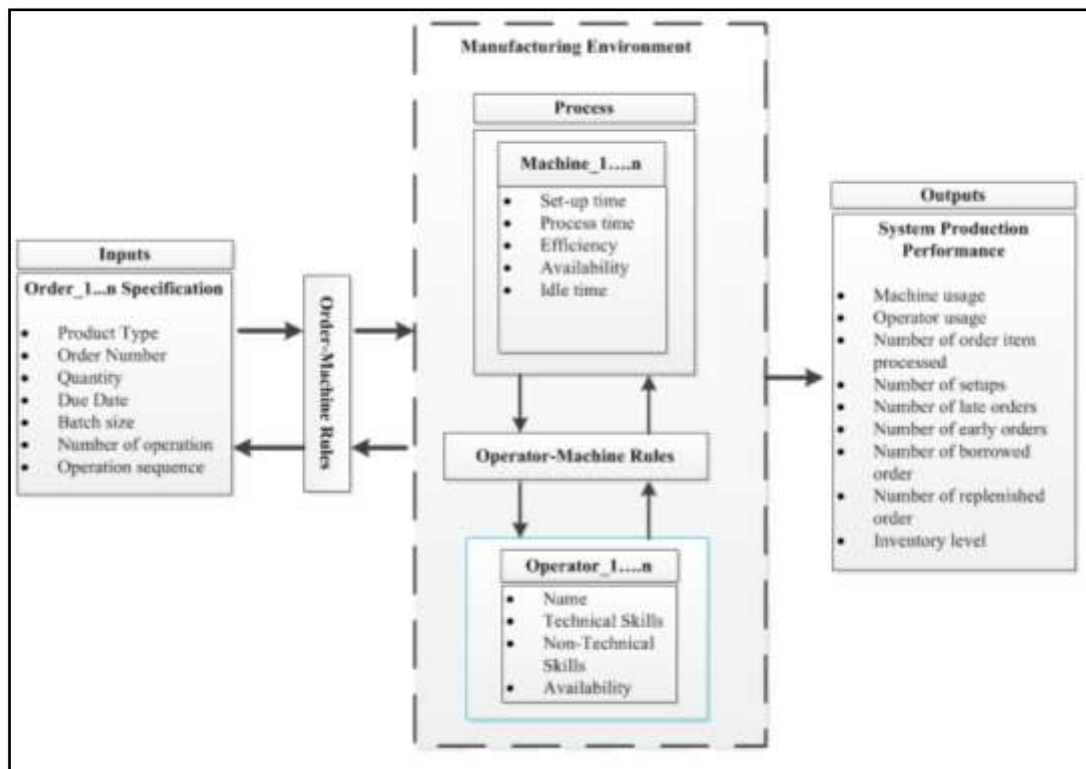 Manufacturing Environment
Process
Machine_1....n
Set-up time
Process time
Efficiency
Availability
Idle time
Inputs
Order_1...n Specification
Product Type
Order Number
Quantity
Due Date
Batch size
Number of operation
Operation sequence
Order-Machine Rules
Operator-Machine Rules
Operator_1....n
Name
Technical Skills
Non-Technical
Skills
Availability
Outputs
System Production
Performance
Machine usage
Operator usage
Number of order item
processed
Number of setups
Number of late orders
Number of early orders
Number of borrowed
order
Number of replenished
order
Inventory level